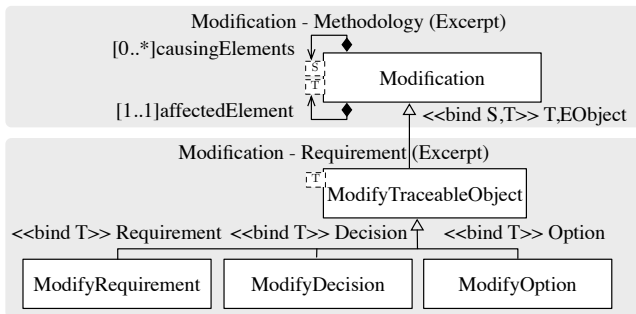 Modification - Methodology (Excerpt)
[0..*]causingElements
S
T
Modification
[1..1]affectedElement
<<bind S,T>> T,EObject
Modification - Requirement (Excerpt)
T
ModifyTraceableObject
<<bind T>> Requirement <<bind T>> Decision <<bind T>> Option
ModifyRequirement ModifyDecision ModifyOption